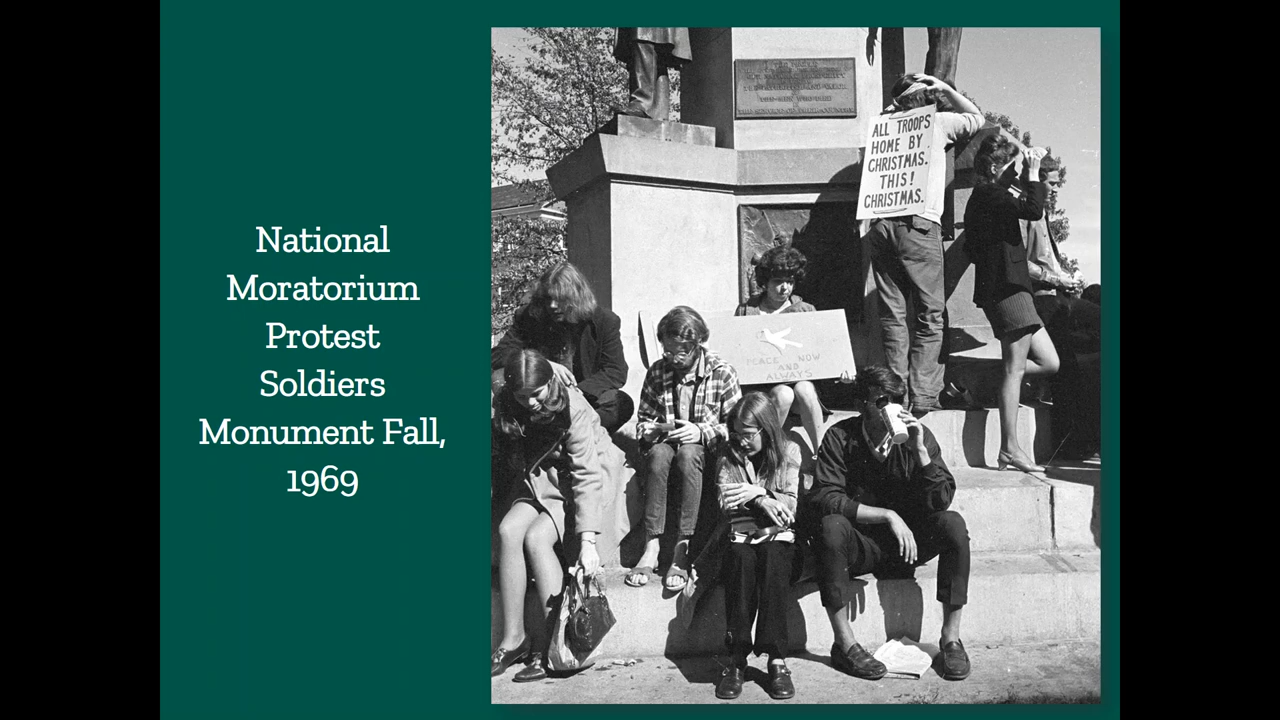 National
Moratorium
Protest
Soldiers
Monument Fall,
1969
ALL TROOPS
HOME BY
CHRISTMAS.
THIS!
CHRISTMAS.
PEACE NOW
AND
ALWAYS